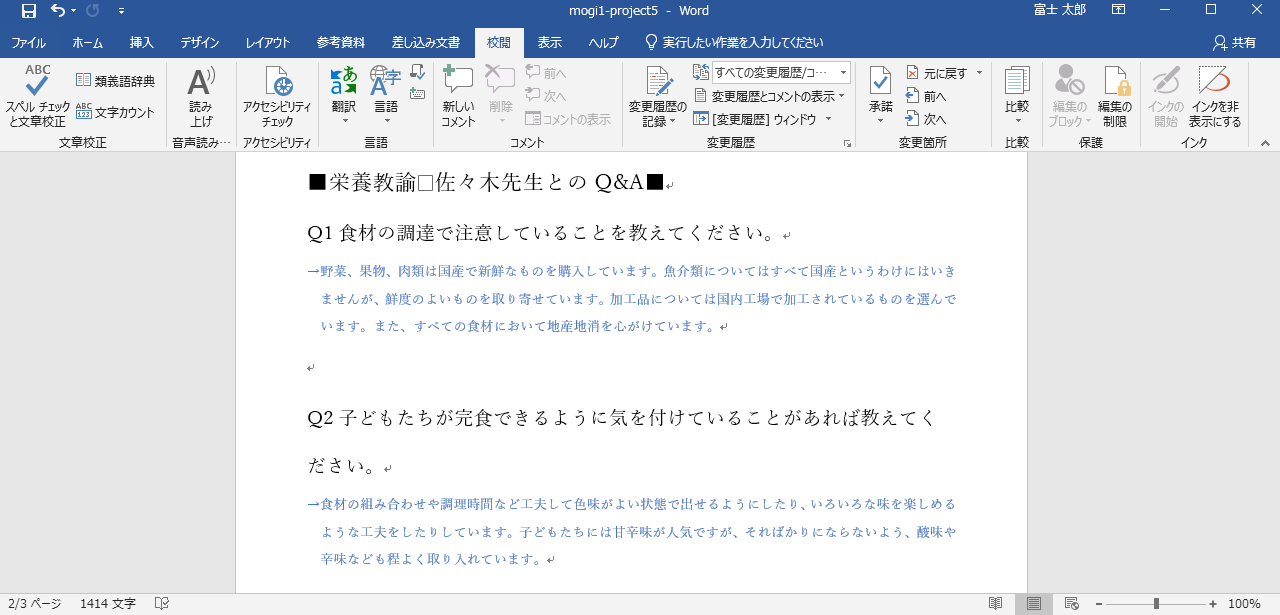 mogi1-project5 - Word
富士 太郎
ファイル ホーム 挿入 デザイン レイアウト 参考資料 差し込み文書 校閲 表示 ヘルプ 実行したい作業を入力してください 共有
ABC
スペル チェック
と文章校正
類義語辞典
ABC
123
文字カウント
文章校正
A
読み
上げ
音声読み…
アクセシビリティ
チェック
アクセシビリティ
あ
a
翻訳
字
A
言語
言語
新しい
コメント
削除
前へ
次へ
コメントの表示
コメント
変更履歴の
記録
すべての変更履歴/コ…
変更履歴とコメントの表示
[変更履歴] ウィンドウ
変更履歴
承諾
元に戻す
前へ
次へ
変更箇所
比較
比較
編集の
ブロック
編集の
制限
保護
インクの
開始
インクを非
表示にする
インク
■栄養教諭□佐々木先生との Q&A■↵
Q1 食材の調達で注意していることを教えてください。↵
→野菜、果物、肉類は国産で新鮮なものを購入しています。魚介類についてはすべて国産というわけにはいき
ませんが、鮮度のよいものを取り寄せています。加工品については国内工場で加工されているものを選んで
います。また、すべての食材において地産地消を心がけています。↵
↵
Q2 子どもたちが完食できるように気を付けていることがあれば教えてく
ださい。↵
→食材の組み合わせや調理時間など工夫して色味がよい状態で出せるようにしたり、いろいろな味を楽しめる
ような工夫をしたりしています。子どもたちには甘辛味が人気ですが、そればかりにならないよう、酸味や
辛味なども程よく取り入れています。↵
2/3 ページ 1414 文字 100%